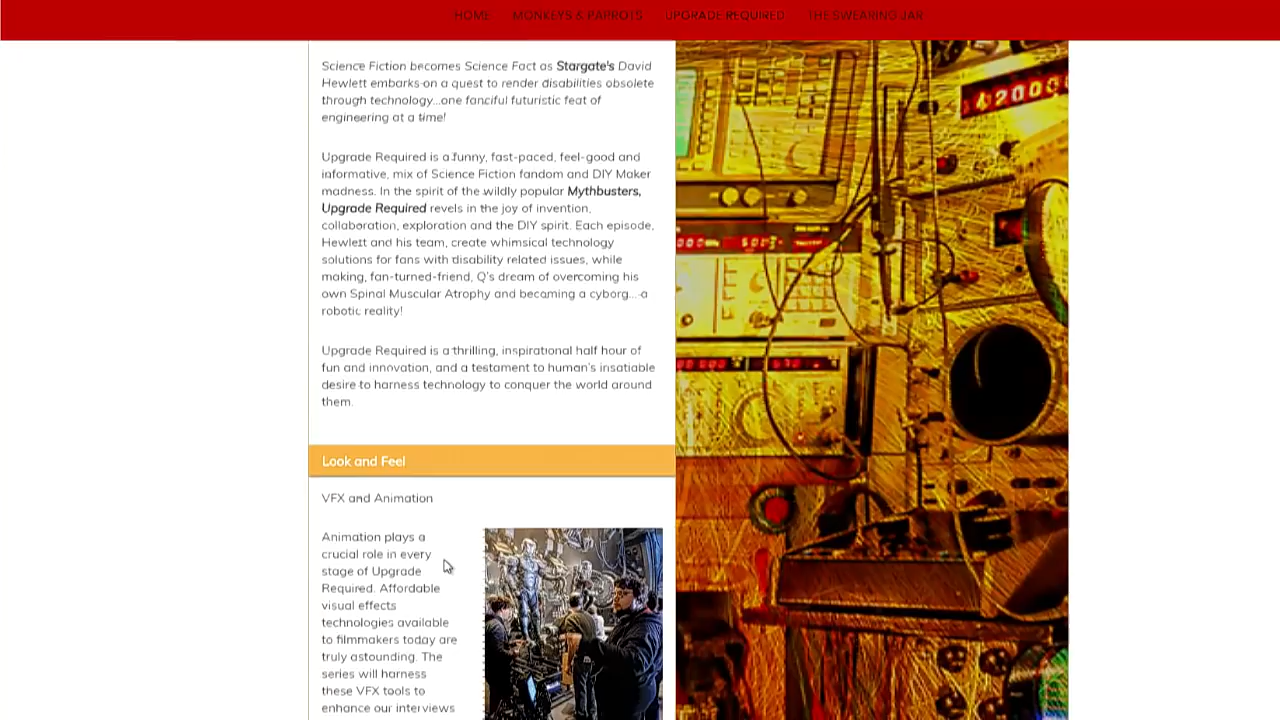 HOME MONKEYS & PARROTS UPGRADE REQUIRED THE SWEARING JAR
Science Fiction becomes Science Fact as Stargate's David
Hewlett embarks on a quest to render disabilities obsolete
through technology...one fanciful futuristic feat of
engineering at a time!
Upgrade Required is a funny, fast-paced, feel-good and
informative, mix of Science Fiction fandom and DIY Maker
madness. In the spirit of the wildly popular Mythbusters,
Upgrade Required revels in the joy of invention,
collaboration, exploration and the DIY spirit. Each episode,
Hewlett and his team, create whimsical technology
solutions for fans with disability related issues, while
making, fan-turned-friend, Q's dream of overcoming his
own Spinal Muscular Atrophy and becoming a cyborg... a
robotic reality!
Upgrade Required is a thrilling, inspirational half hour of
fun and innovation, and a testament to human's insatiable
desire to harness technology to conquer the world around
them.
Look and Feel
VFX and Animation
Animation plays a
crucial role in every
stage of Upgrade
Required. Affordable
visual effects
technologies available
to filmmakers today are
truly astounding. The
series will harness
these VFX tools to
enhance our interviews